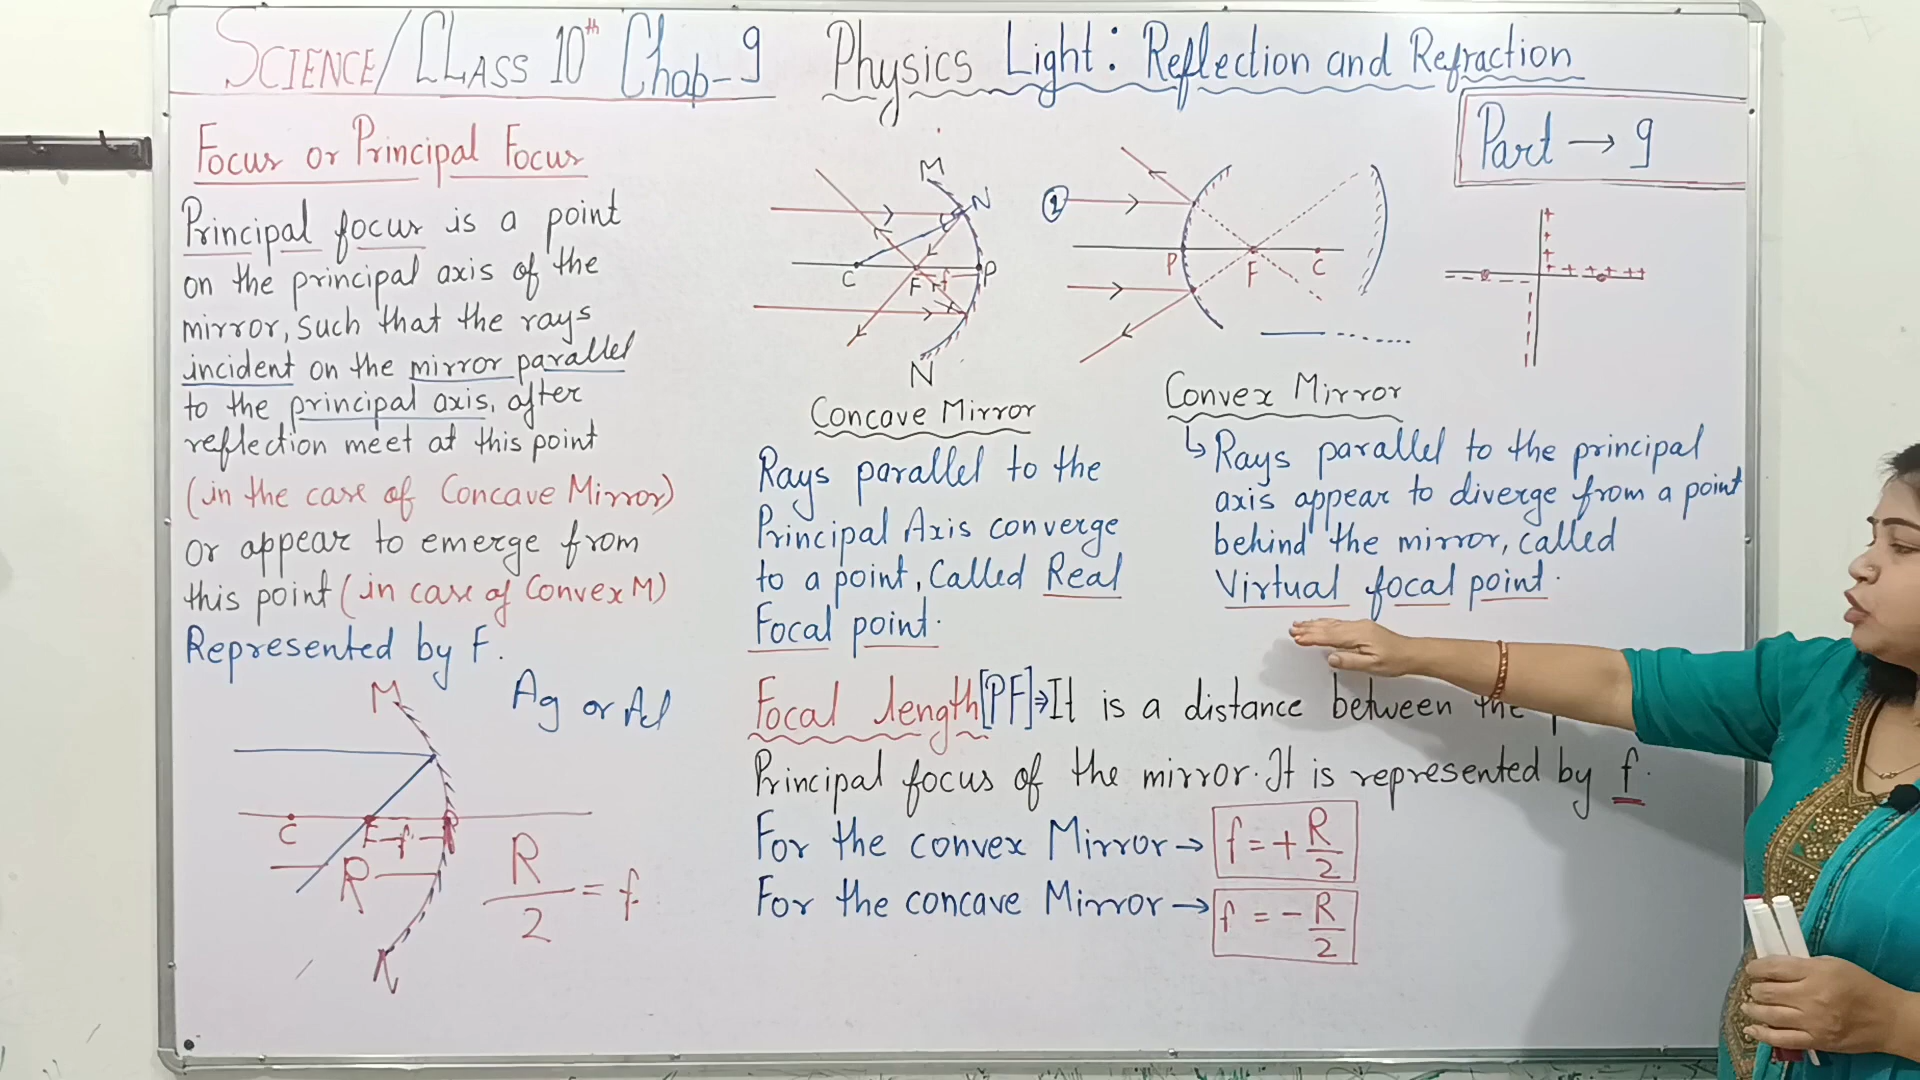 SCIENCE/CLASS 10th Chap-9 Physics Light: Reflection and Refraction
Part → 9
Focus or Principal Focus
Principal focus is a point
on the principal axis of the
mirror, such that the rays
incident on the mirror parallel
to the principal axis, after
reflection meet at this point
(in the case of Concave Mirror)
or appear to emerge from
this point (in case of Convex M)
Represented by F.
Ag or Al
M
C
F
f
R
R/2 = f
M
N
C
F
f
P
N
Concave Mirror
Rays parallel to the
Principal Axis converge
to a point, Called Real
Focal point.
P
F
C
Convex Mirror
↳ Rays parallel to the principal
axis appear to diverge from a point
behind the mirror, called
Virtual focal point.
Focal length [PF] ⇒ It is a distance between the
Principal focus of the mirror. It is represented by f.
For the convex Mirror → f = + R/2
For the concave Mirror → f = - R/2